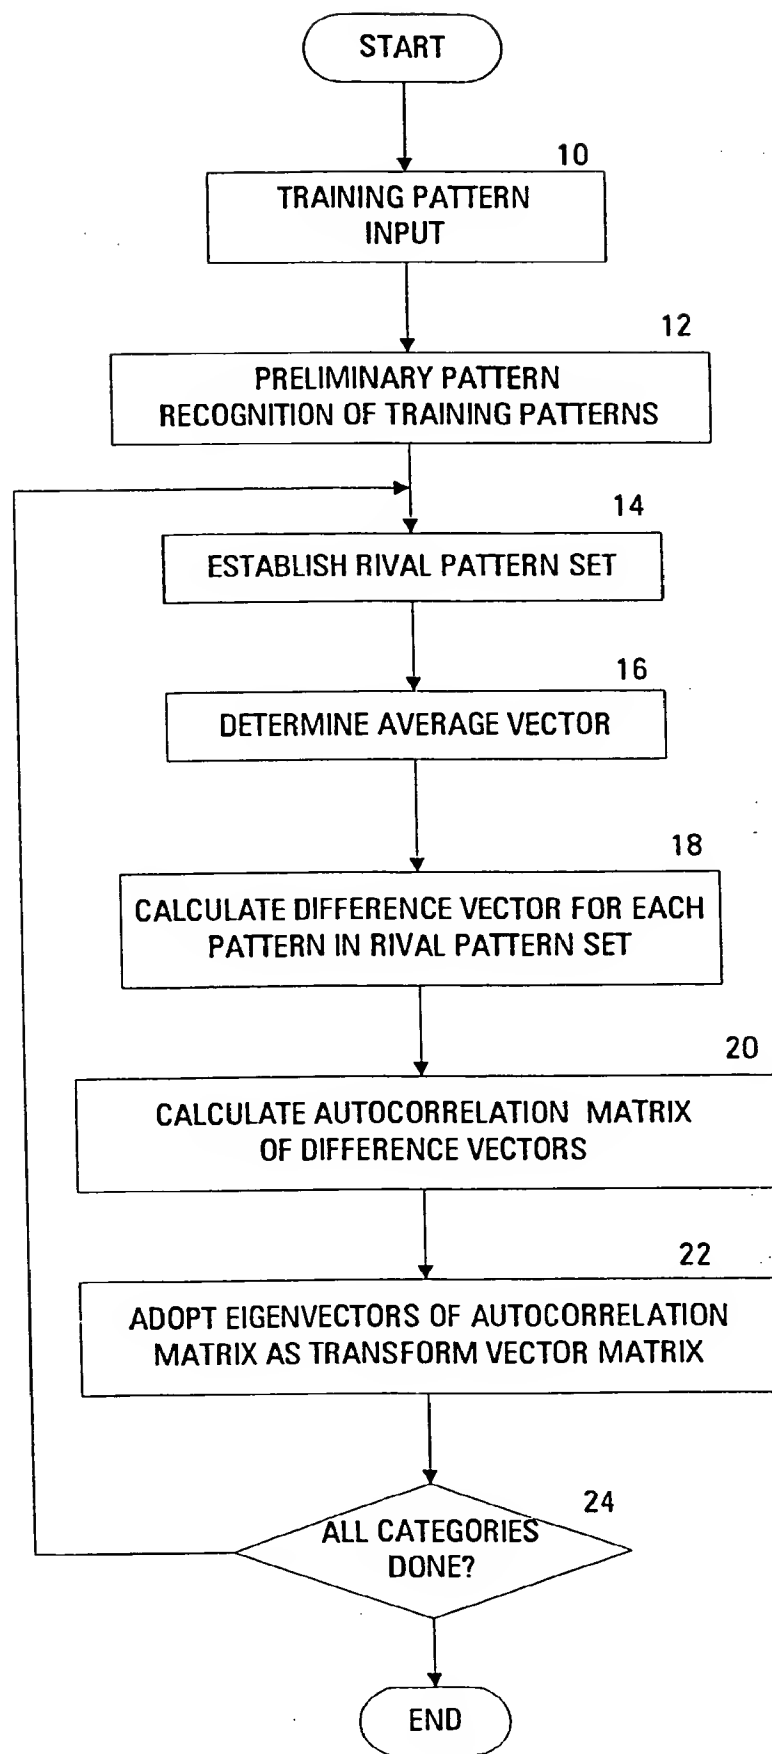 START
10
TRAINING PATTERN
INPUT
12
PRELIMINARY PATTERN
RECOGNITION OF TRAINING PATTERNS
14
ESTABLISH RIVAL PATTERN SET
16
DETERMINE AVERAGE VECTOR
18
CALCULATE DIFFERENCE VECTOR FOR EACH
PATTERN IN RIVAL PATTERN SET
20
CALCULATE AUTOCORRELATION MATRIX
OF DIFFERENCE VECTORS
22
ADOPT EIGENVECTORS OF AUTOCORRELATION
MATRIX AS TRANSFORM VECTOR MATRIX
24
ALL CATEGORIES
DONE?
END